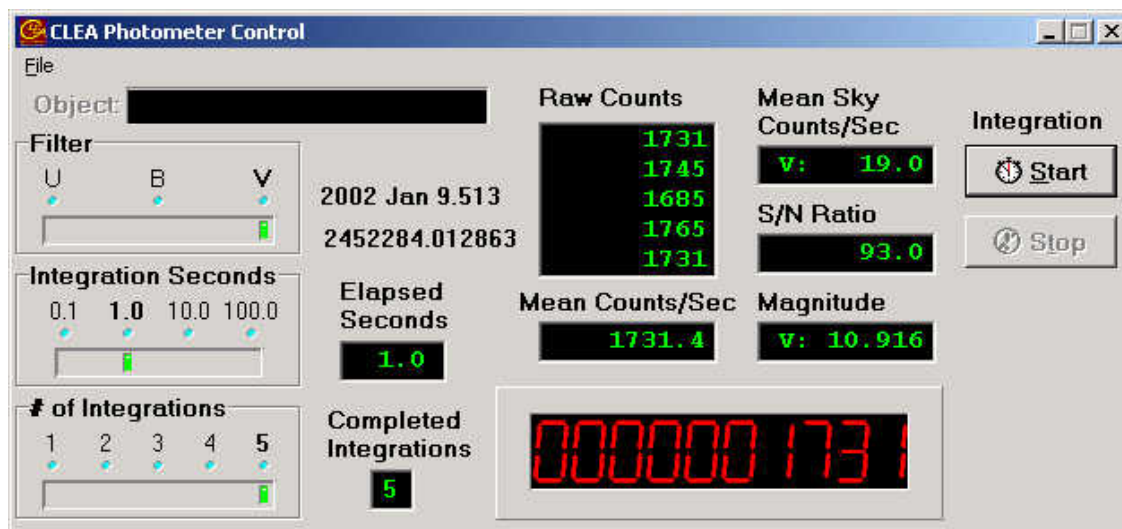 CLEA Photometer Control
File
Object:
Filter
U B V
2002 Jan 9.513
2452284.012863
Integration Seconds
0.1 1.0 10.0 100.0
Elapsed
Seconds
1.0
# of Integrations
1 2 3 4 5
Completed
Integrations
5
Raw Counts
1731
1745
1685
1765
1731
Mean Counts/Sec
1731.4
Mean Sky
Counts/Sec
V: 19.0
S/N Ratio
93.0
Magnitude
V: 10.916
Integration
Start
Stop
0000001731